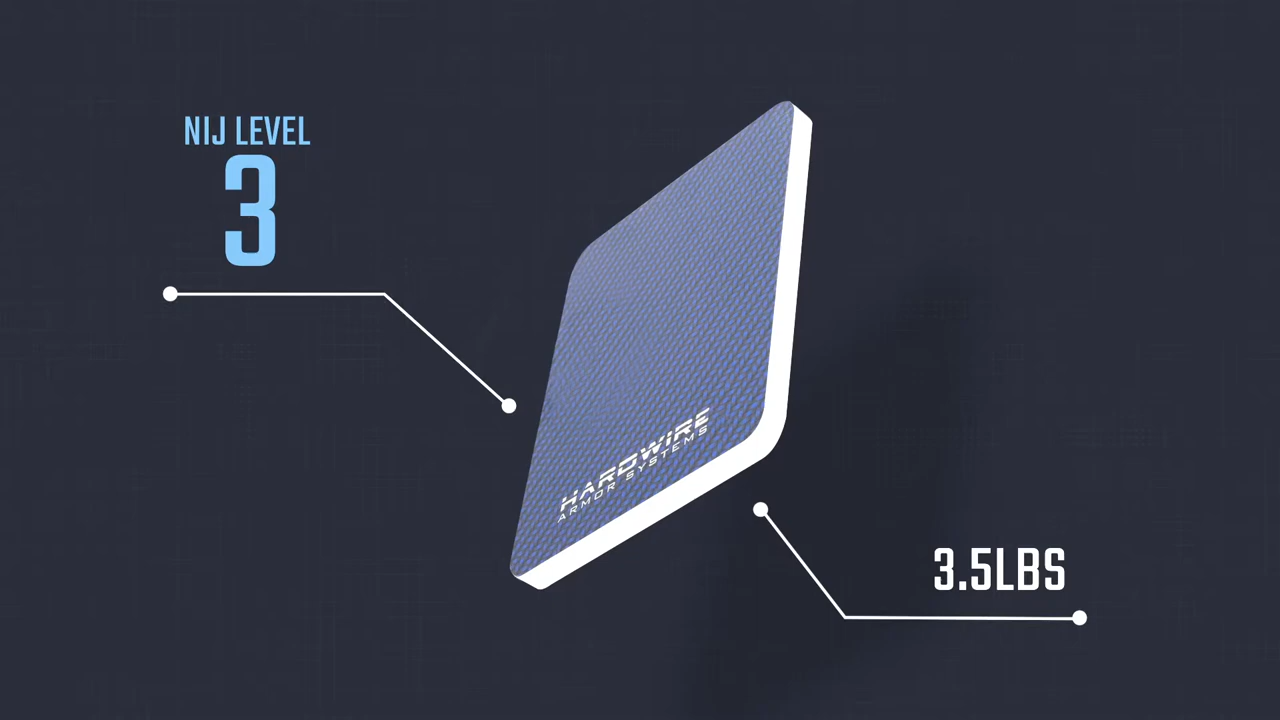 NIJ LEVEL
3
HARDWIRE
ARMOR SYSTEMS
3.5LBS